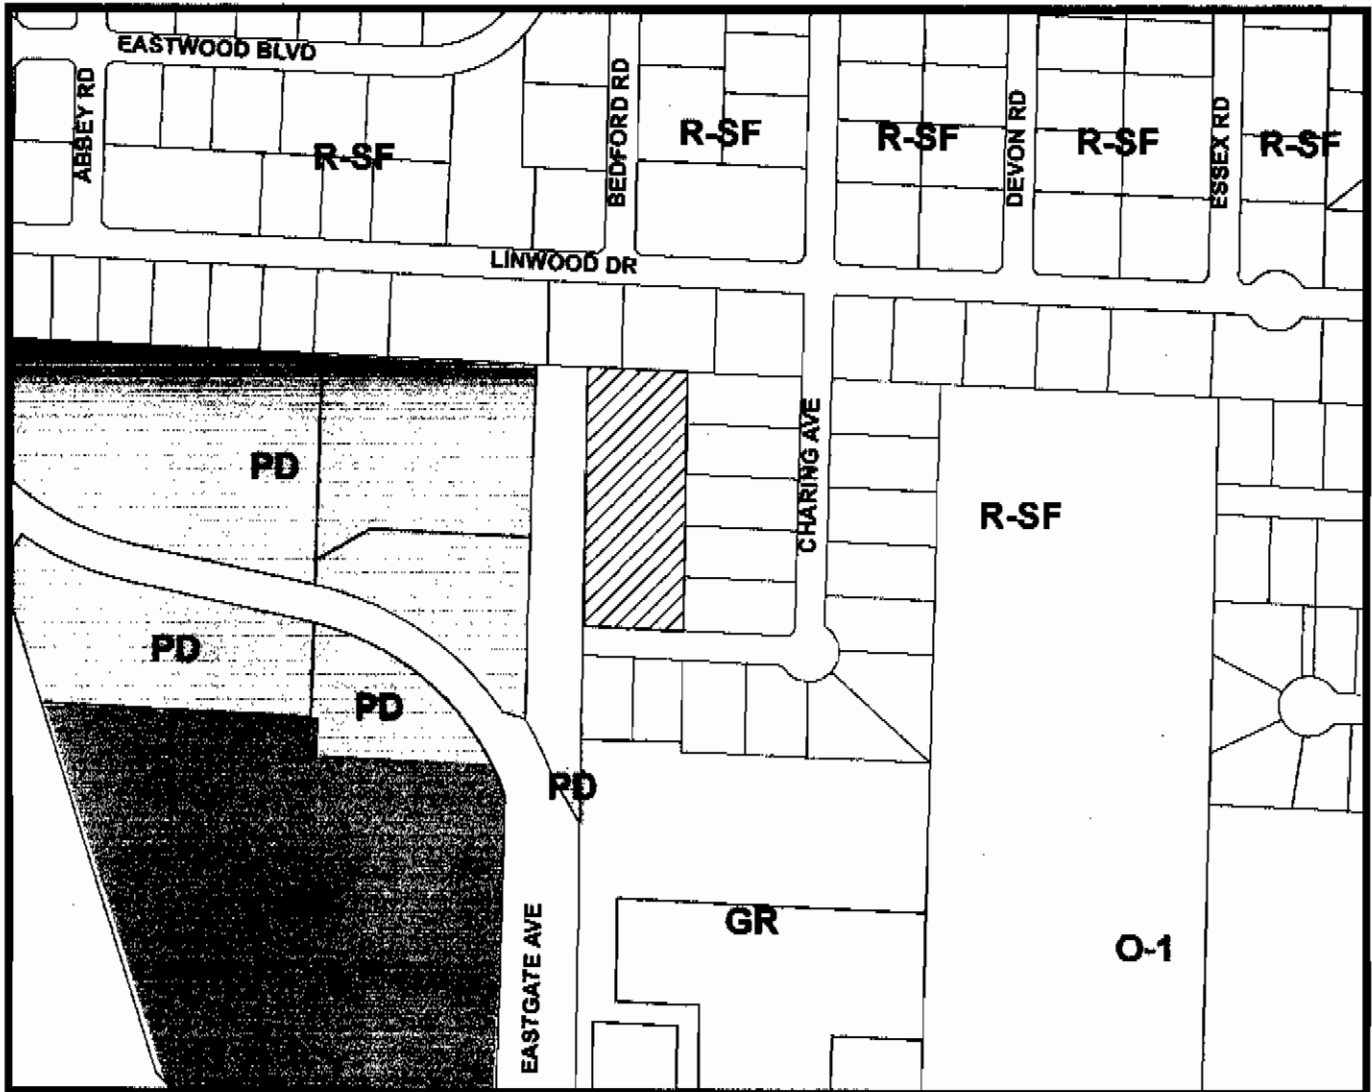 EASTWOOD BLVD
ABBEY RD
R-SF
BEDFORD RD
R-SF
R-SF
DEVON RD
R-SF
ESSEX RD
R-SF
LINWOOD DR
PD
CHARING AVE
R-SF
PD
PD
PD
EASTGATE AVE
GR
O-1